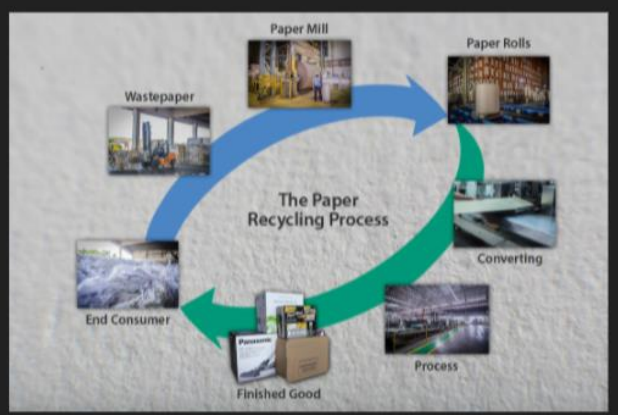 Paper Mill
Paper Rolls
Wastepaper
The Paper
Recycling Process
Converting
End Consumer
Process
Panasonic
Finished Good